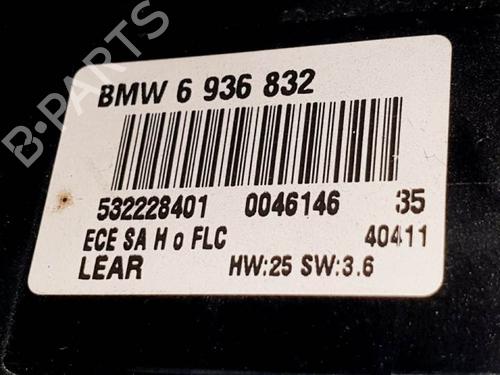 BMW 6 936 832
532228401 0046146 35
ECE SA H o FLC 40411
LEAR HW:25 SW:3.6
B-PARTS